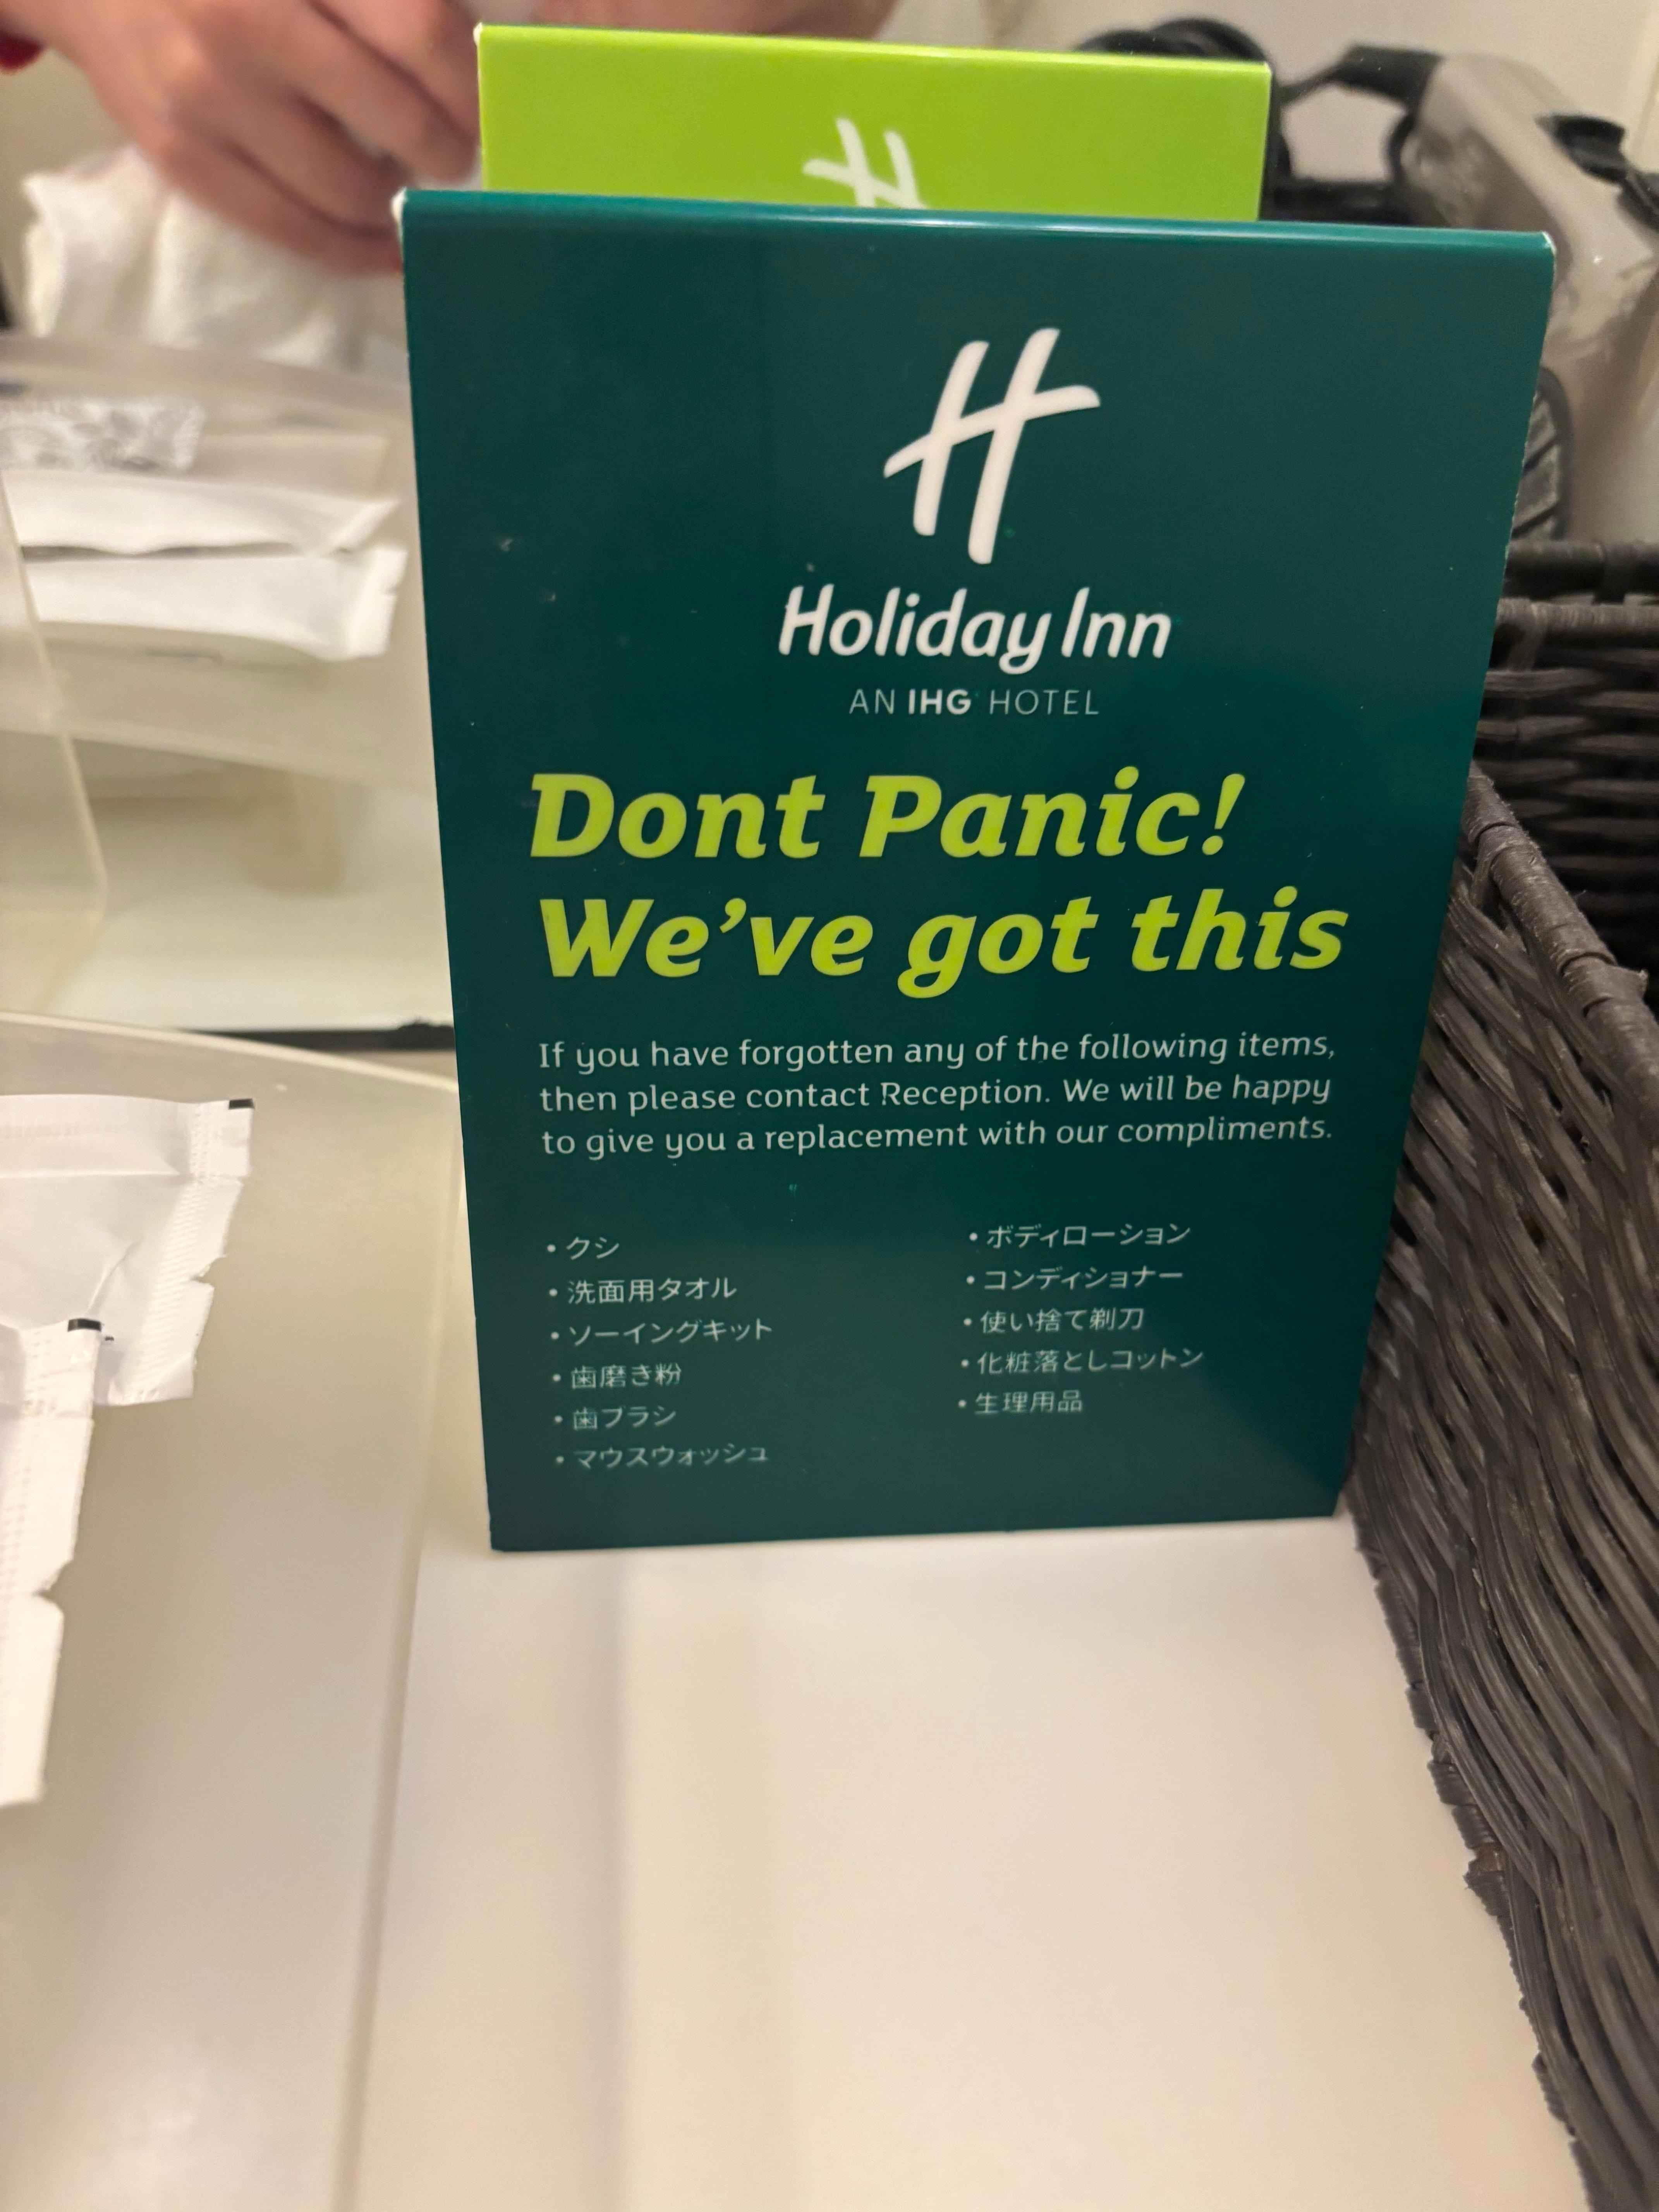 Holiday Inn
AN IHG HOTEL
Dont Panic!
We've got this
If you have forgotten any of the following items,
then please contact Reception. We will be happy
to give you a replacement with our compliments.
• クシ
• 洗面用タオル
• ソーイングキット
• 歯磨き粉
• 歯ブラシ
• マウスウォッシュ
• ボディローション
• コンディショナー
• 使い捨て剃刀
• 化粧落としコットン
• 生理用品